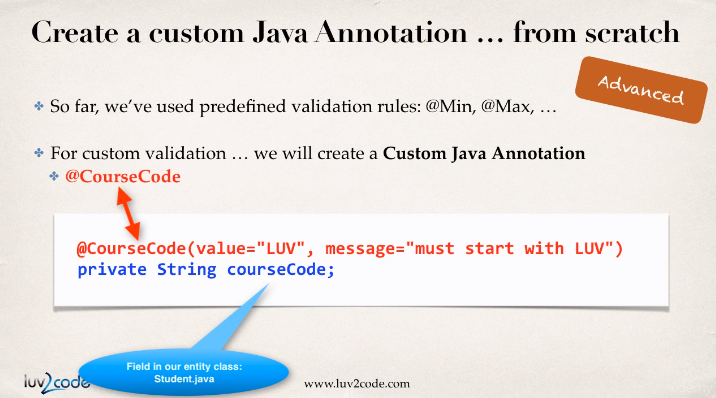 Create a custom Java Annotation … from scratch
Advanced
So far, we’ve used predefined validation rules: @Min, @Max, …
For custom validation … we will create a Custom Java Annotation
@CourseCode
@CourseCode(value="LUV", message="must start with LUV")
private String courseCode;
Field in our entity class:
Student.java
luv2code
www.luv2code.com